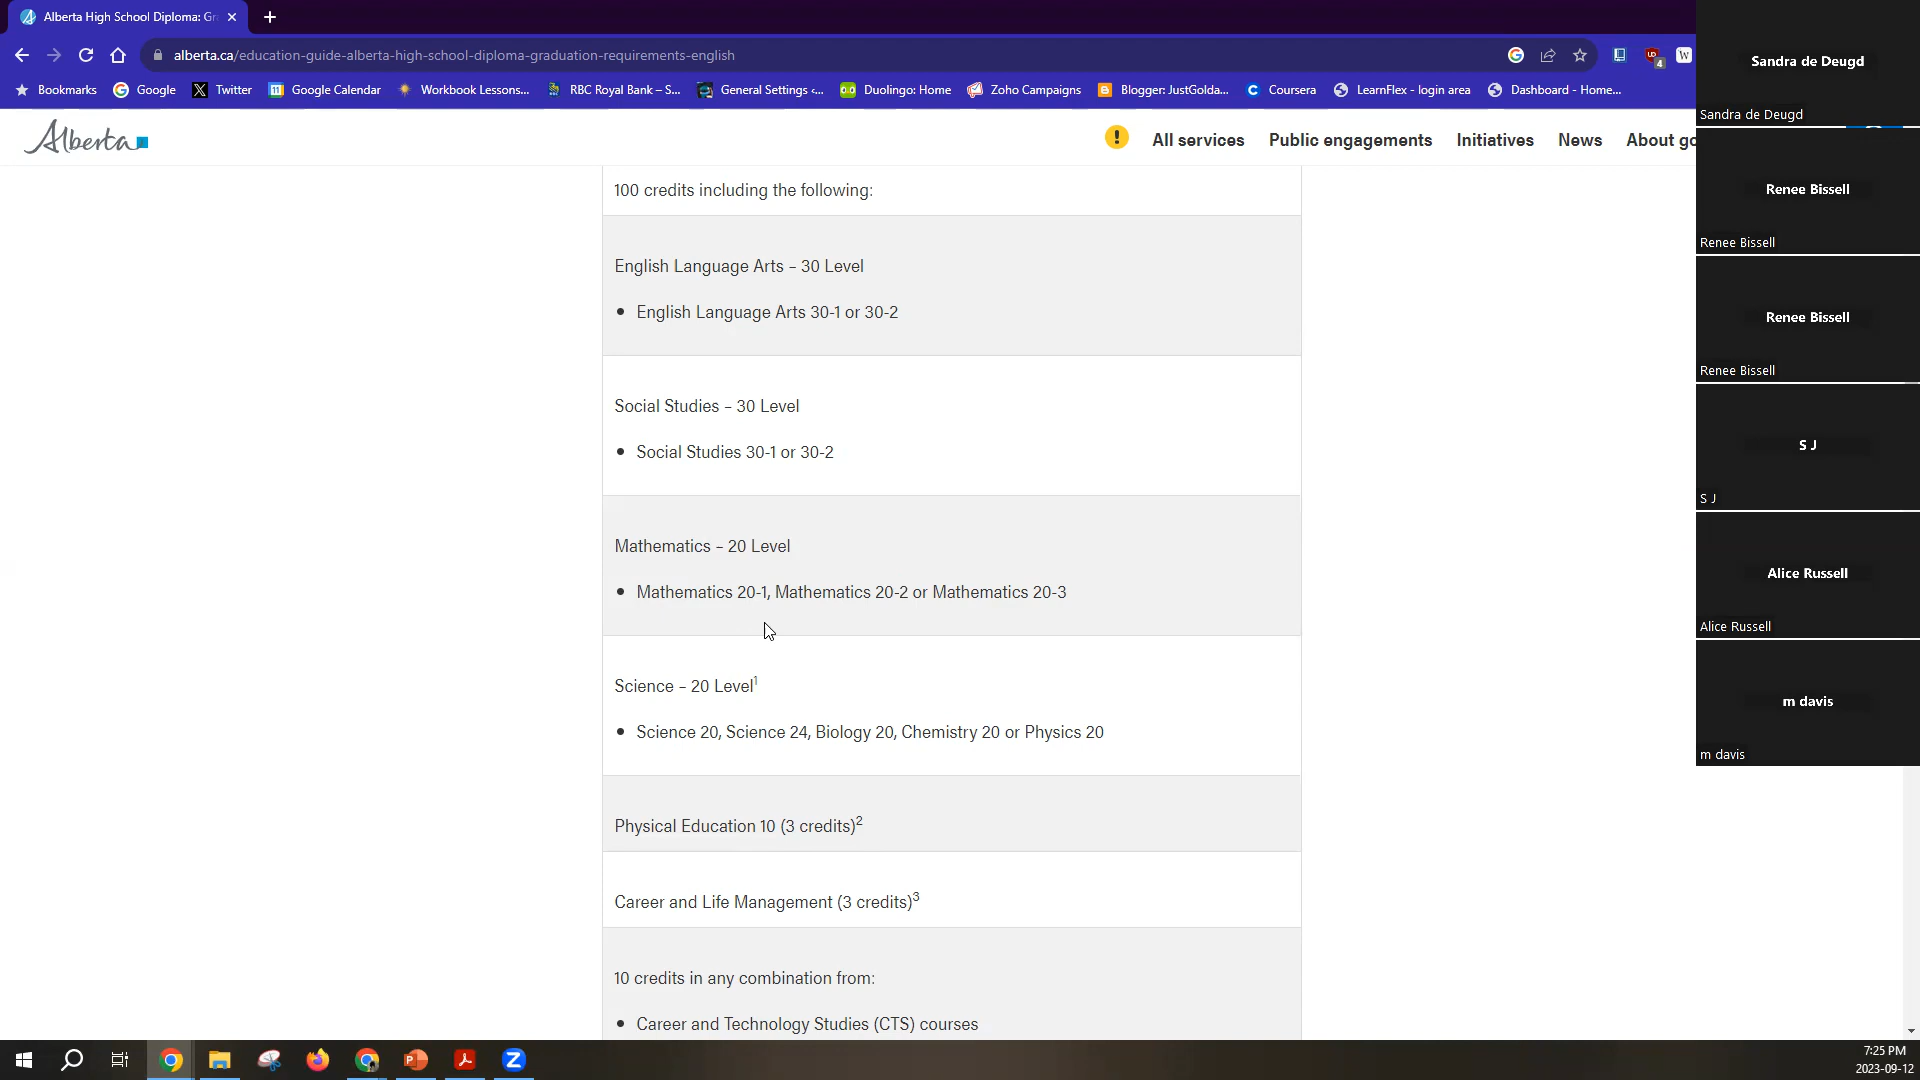 Alberta High School Diploma: Gr
alberta.ca/education-guide-alberta-high-school-diploma-graduation-requirements-english
4
W
Bookmarks
Google
Twitter
Google Calendar
Workbook Lessons...
RBC Royal Bank – S...
General Settings ‹...
Duolingo: Home
Zoho Campaigns
Blogger: JustGolda...
Coursera
LearnFlex - login area
Dashboard - Home...
Alberta
All services
Public engagements
Initiatives
News
About go
100 credits including the following:
English Language Arts – 30 Level
• English Language Arts 30-1 or 30-2
Social Studies – 30 Level
• Social Studies 30-1 or 30-2
Mathematics – 20 Level
• Mathematics 20-1, Mathematics 20-2 or Mathematics 20-3
Science – 20 Level¹
• Science 20, Science 24, Biology 20, Chemistry 20 or Physics 20
Physical Education 10 (3 credits)²
Career and Life Management (3 credits)³
10 credits in any combination from:
• Career and Technology Studies (CTS) courses
Sandra de Deugd
Sandra de Deugd
Renee Bissell
Renee Bissell
Renee Bissell
Renee Bissell
S J
S J
Alice Russell
Alice Russell
m davis
m davis
7:25 PM
2023-09-12